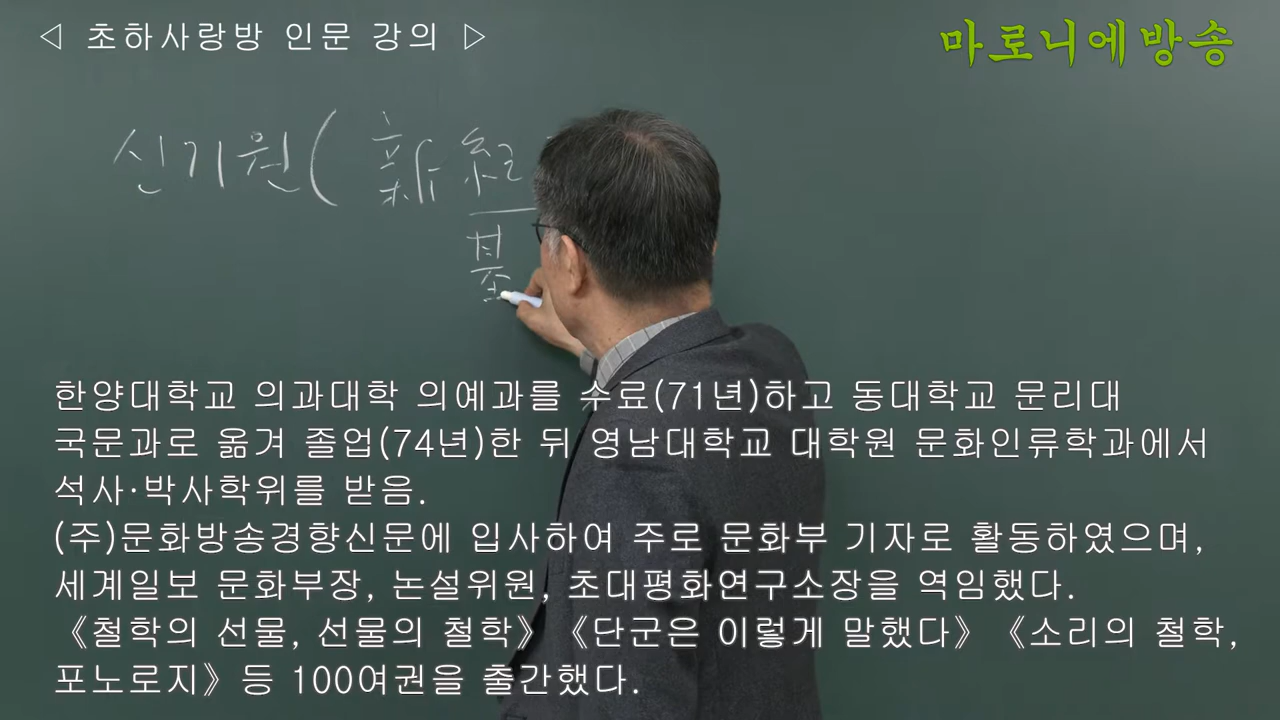 ◁ 초하사랑방 인문 강의 ▷
마로니에방송
신기원(新紀
基
한양대학교 의과대학 의예과를 수료(71년)하고 동대학교 문리대
국문과로 옮겨 졸업(74년)한 뒤 영남대학교 대학원 문화인류학과에서
석사·박사학위를 받음.
(주)문화방송경향신문에 입사하여 주로 문화부 기자로 활동하였으며,
세계일보 문화부장, 논설위원, 초대평화연구소장을 역임했다.
《철학의 선물, 선물의 철학》《단군은 이렇게 말했다》《소리의 철학,
포노로지》등 100여권을 출간했다.